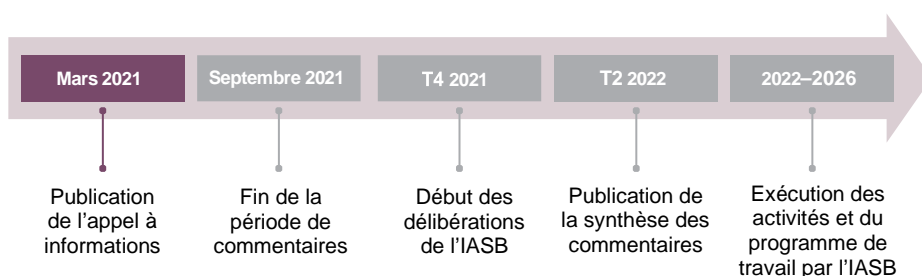 Mars 2021
Septembre 2021
T4 2021
T2 2022
2022–2026
Publication
de l'appel à
informations
Fin de la
période de
commentaires
Début des
délibérations
de l'IASB
Publication de
la synthèse des
commentaires
Exécution des
activités et du
programme de
travail par l'IASB